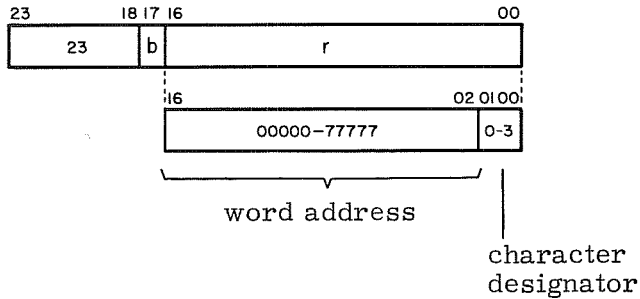 23 18 17 16 00
23 b r
16 02 01 00
00000-77777 0-3
word address
character
designator